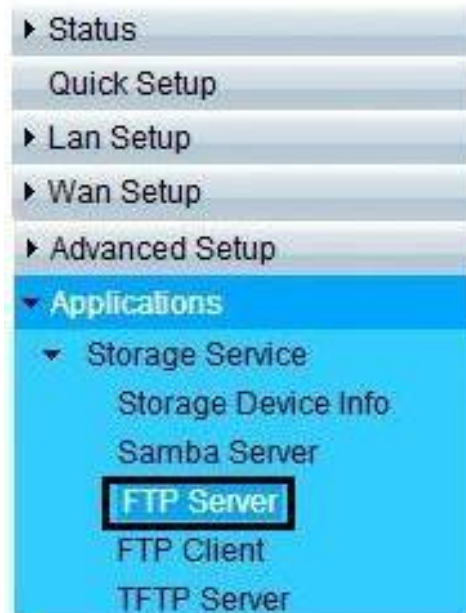 Status
Quick Setup
Lan Setup
Wan Setup
Advanced Setup
Applications
Storage Service
Storage Device Info
Samba Server
FTP Server
FTP Client
TFTP Server